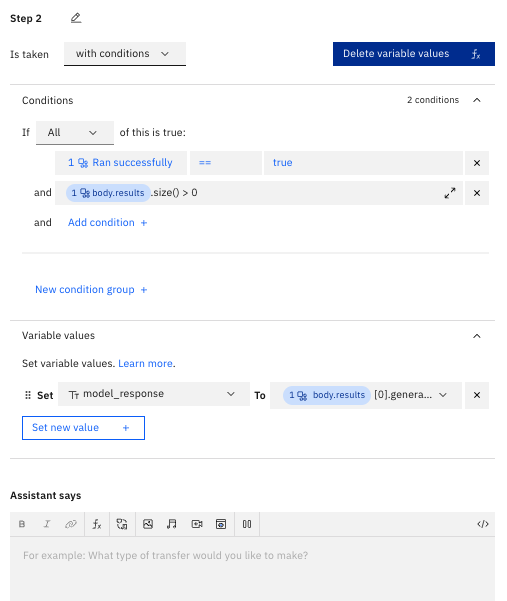 Step 2
Is taken with conditions Delete variable values fx
Conditions 2 conditions
If All of this is true:
1 Ran successfully == true
and 1 body.results .size() > 0
and Add condition +
New condition group +
Variable values
Set variable values. Learn more.
Set Tт model_response To 1 body.results [0].genera...
Set new value +
Assistant says
B I fx </>
For example: What type of transfer would you like to make?